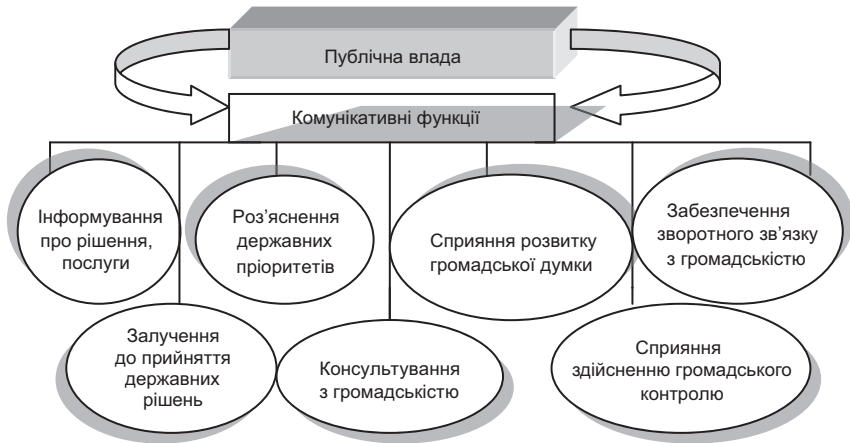 Публічна влада
Комунікативні функції
Інформування
про рішення,
послуги
Роз’яснення
державних
пріоритетів
Сприяння розвитку
громадської думки
Забезпечення
зворотного зв’язку
з громадськістю
Залучення
до прийняття
державних
рішень
Консультування
з громадськістю
Сприяння
здійсненню громадського
контролю